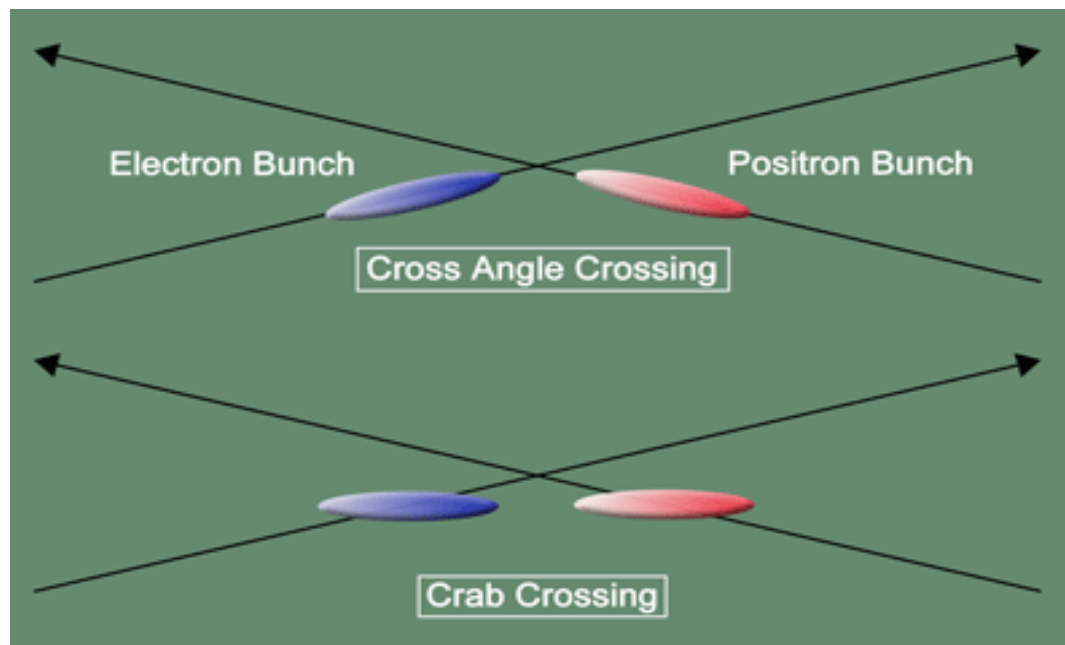 Electron Bunch
Positron Bunch
Cross Angle Crossing
Crab Crossing